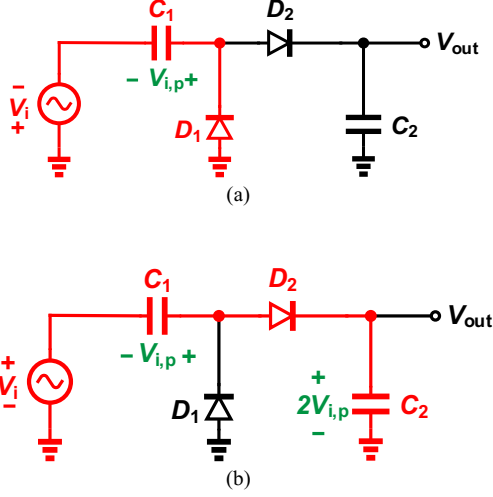 C1
D2
Vout
− Vi,p +
−
Vi
+
D1
C2
(a)
C1
D2
Vout
+
Vi
−
− Vi,p +
D1
+
2Vi,p
−
C2
(b)